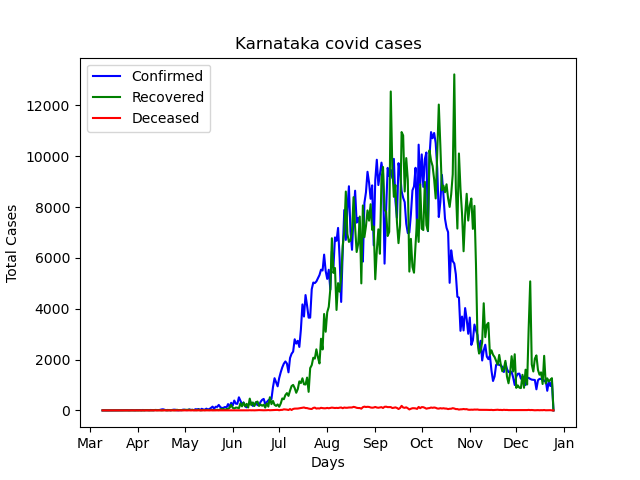 Karnataka covid cases
Confirmed
Recovered
Deceased
Total Cases
12000
10000
8000
6000
4000
2000
0
Mar Apr May Jun Jul Aug Sep Oct Nov Dec Jan
Days